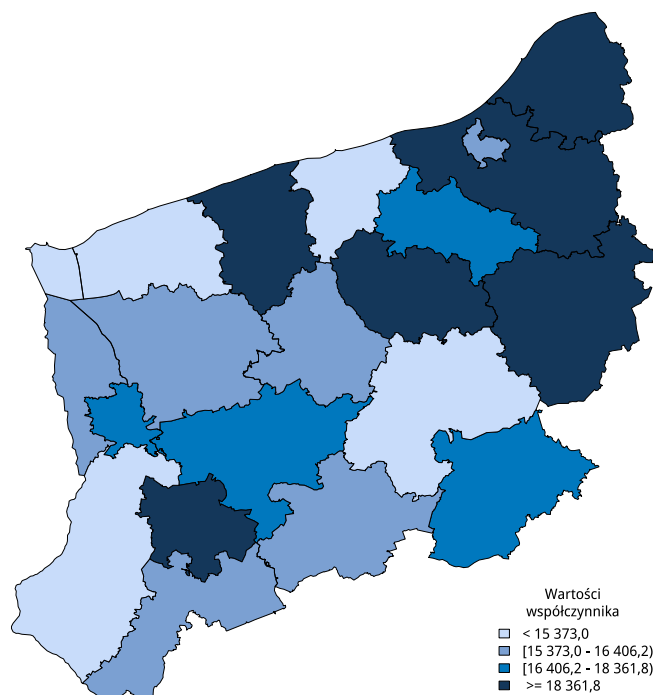 Wartości
współczynnika
< 15 373,0
[15 373,0 - 16 406,2)
[16 406,2 - 18 361,8)
>= 18 361,8